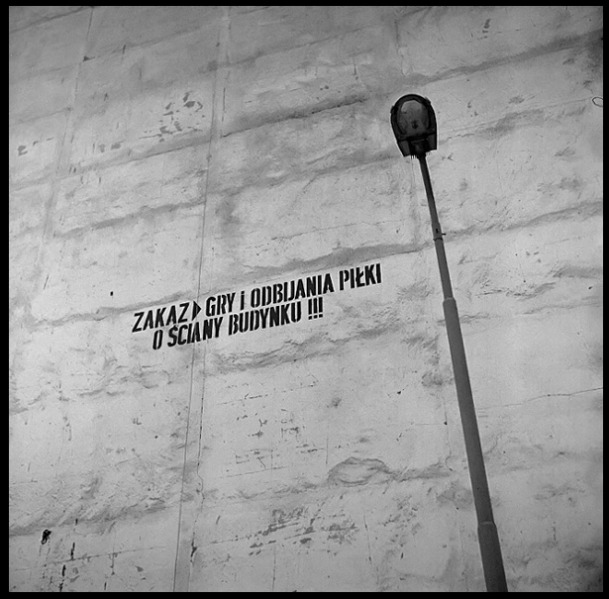 ZAKAZ GRY i ODBIJANIA PIŁKI
O ŚCIANY BUDYNKU !!!